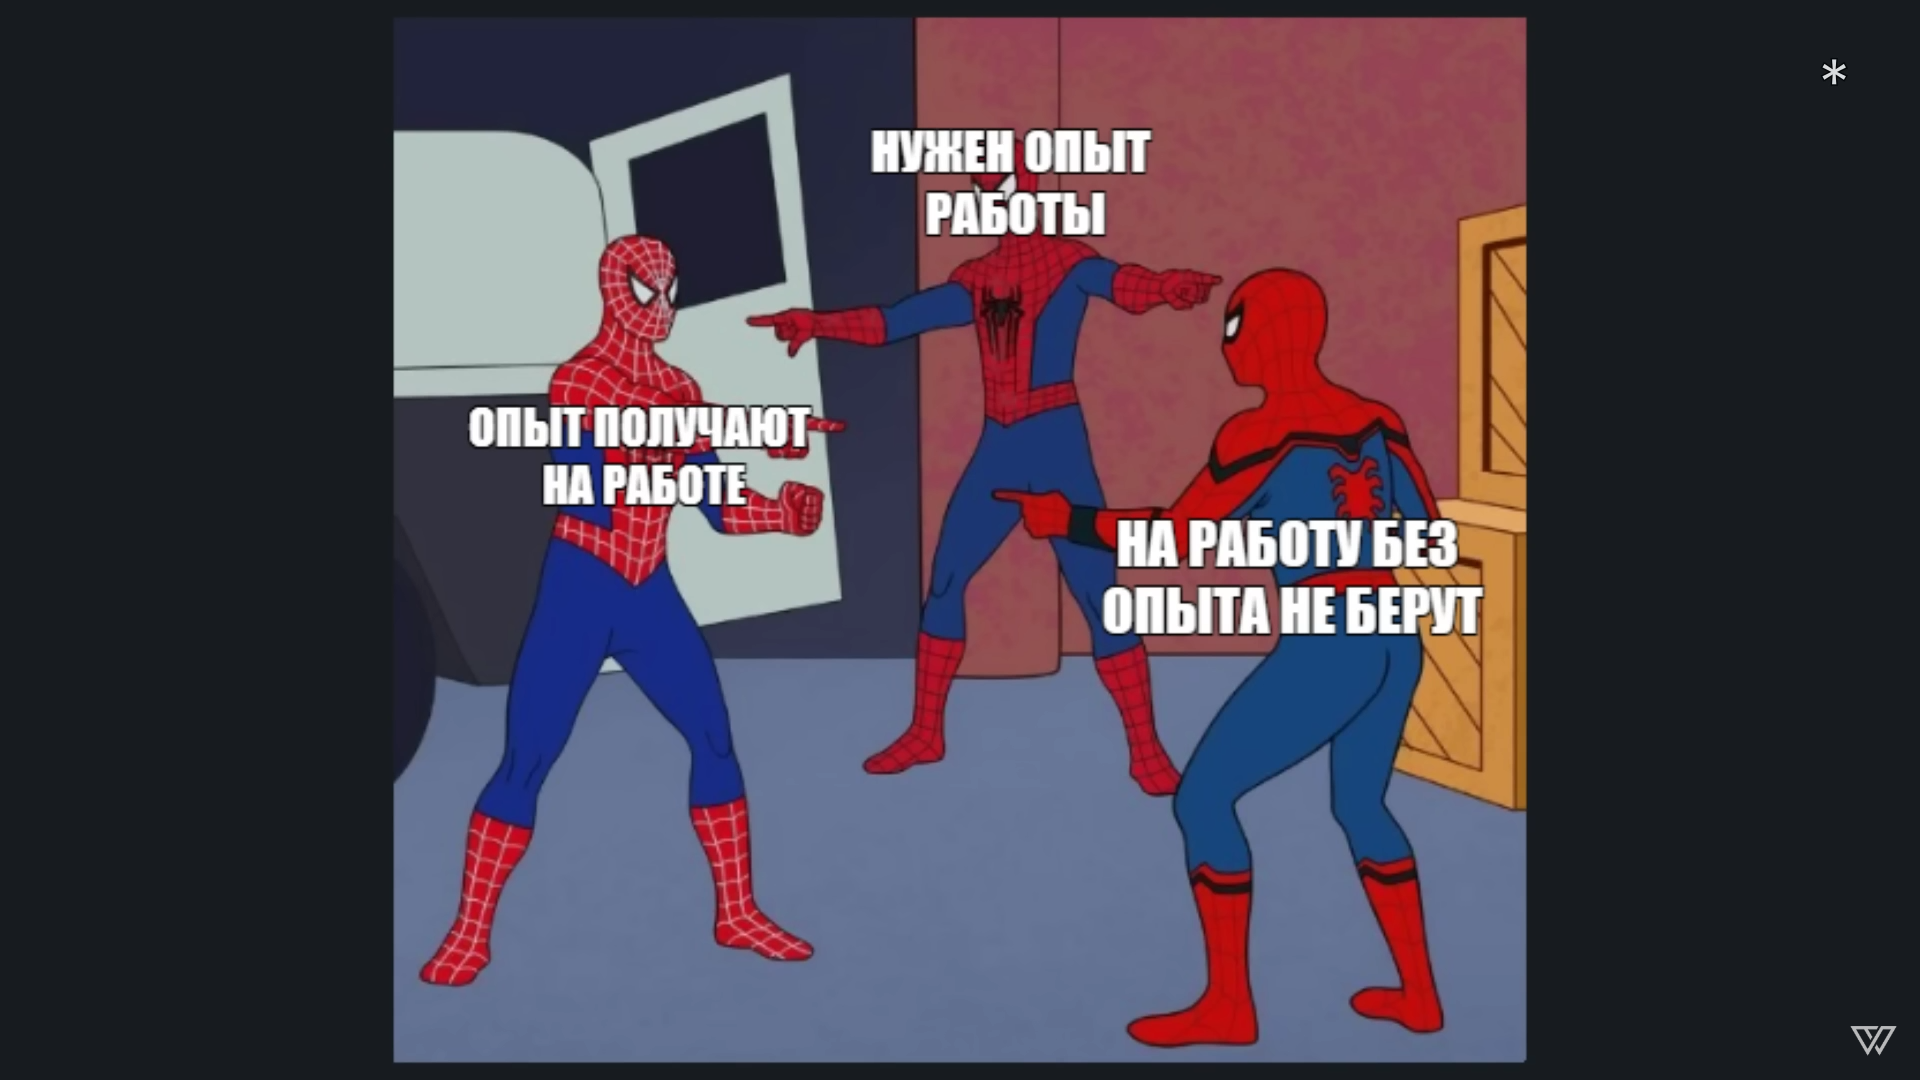 НУЖЕН ОПЫТ
РАБОТЫ
ОПЫТ ПОЛУЧАЮТ
НА РАБОТЕ
НА РАБОТУ БЕЗ
ОПЫТА НЕ БЕРУТ